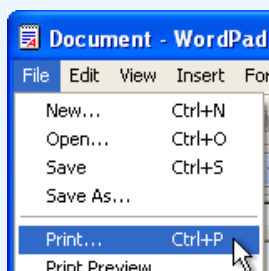 Document - WordPad
File Edit View Insert For
New... Ctrl+N
Open... Ctrl+O
Save Ctrl+S
Save As...
Print... Ctrl+P
Print Preview